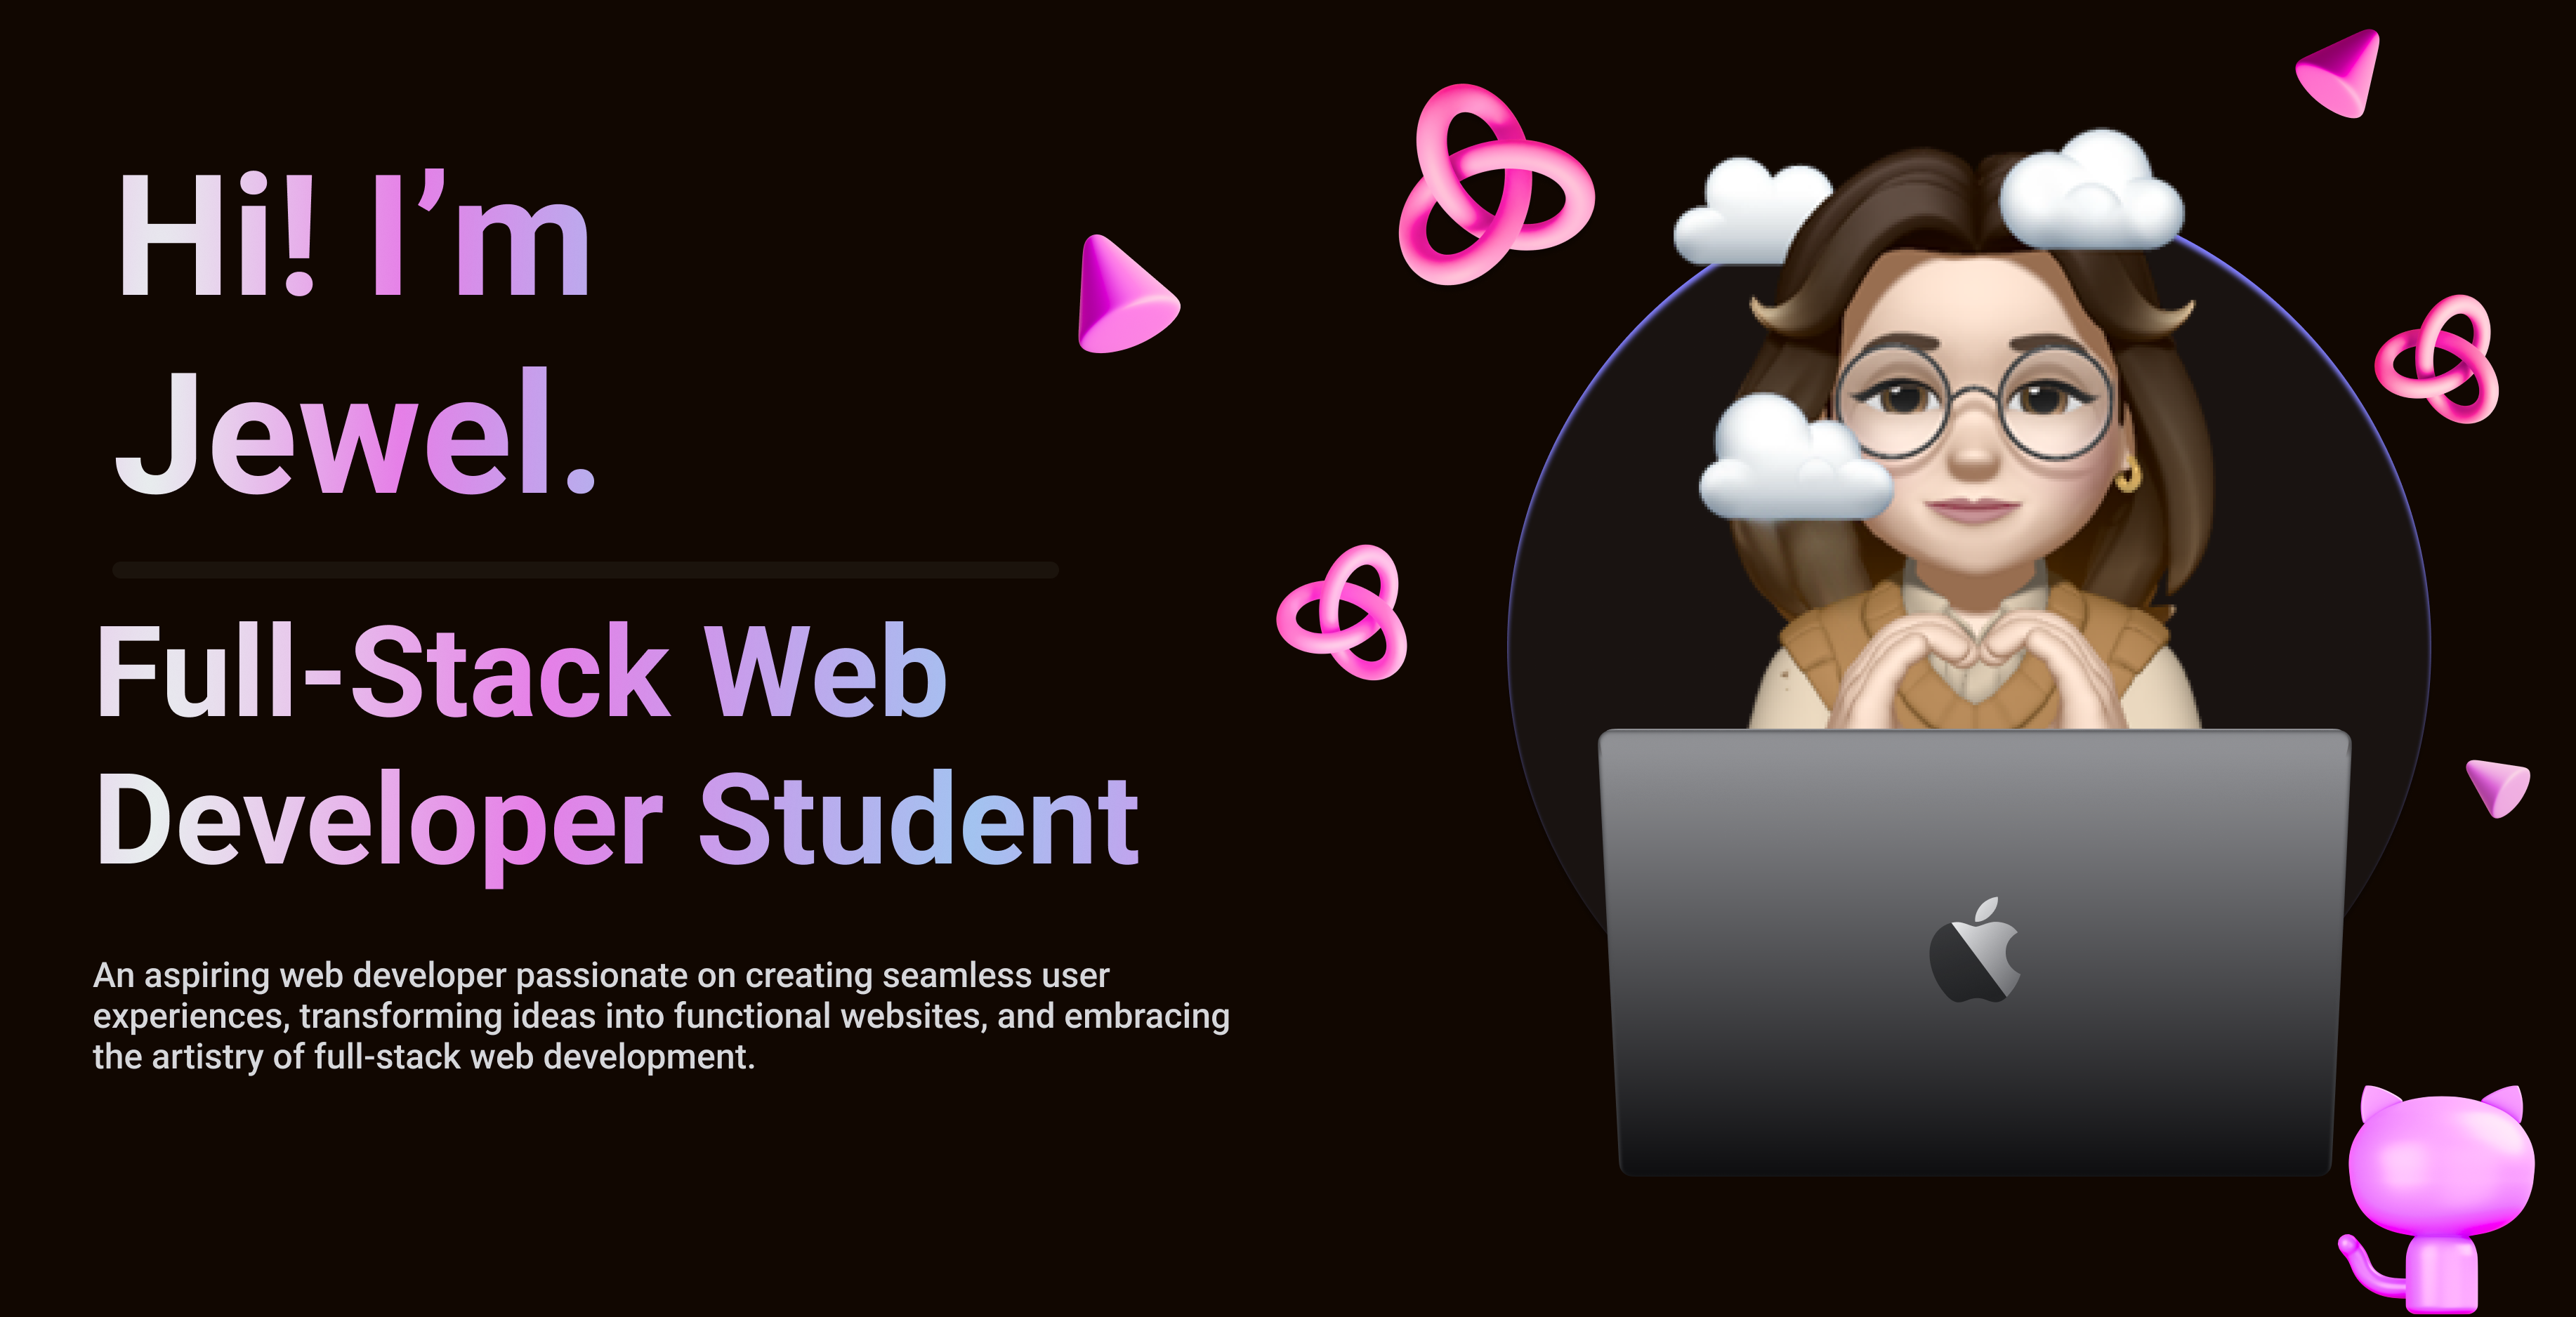 Hi! I’m
Jewel.
Full-Stack Web
Developer Student
An aspiring web developer passionate on creating seamless user
experiences, transforming ideas into functional websites, and embracing
the artistry of full-stack web development.